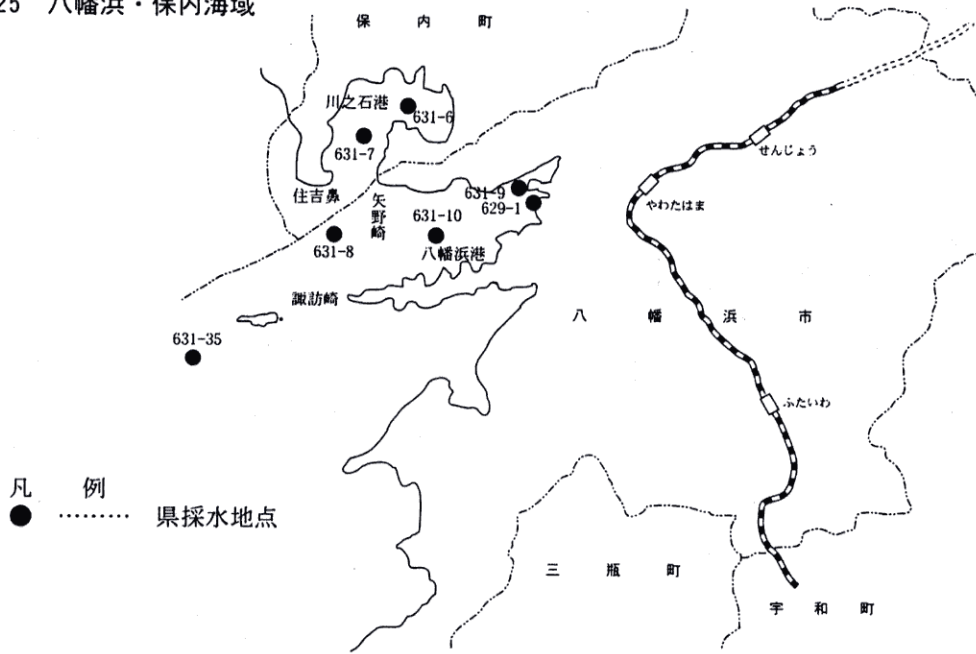 25 八幡浜・保内海域
保内町
川之石港
631-6
631-7
せんじょう
住吉鼻
矢野崎
631-9
629-1
やわたはま
631-10
631-8
八幡浜港
諏訪崎
八幡浜市
631-35
ふたいわ
凡例
● ……… 県採水地点
三瓶町
宇和町